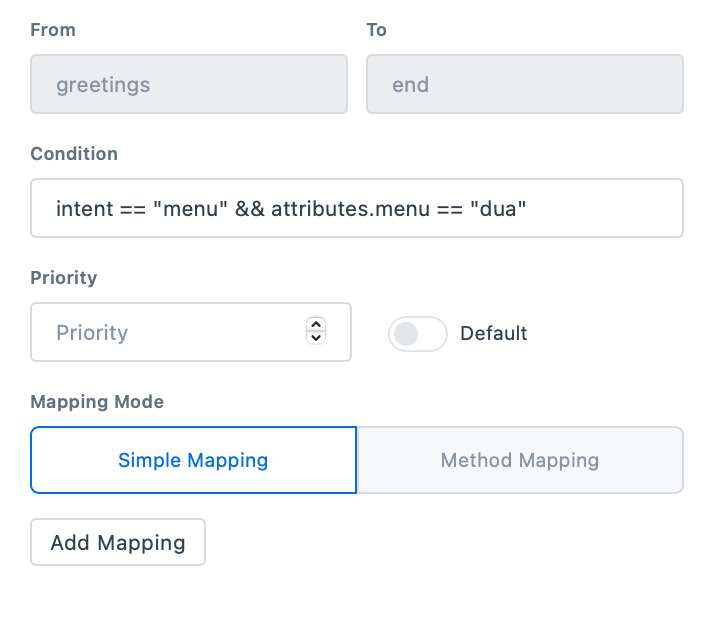 From To
greetings end
Condition
intent == "menu" && attributes.menu == "dua"
Priority
Priority Default
Mapping Mode
Simple Mapping Method Mapping
Add Mapping